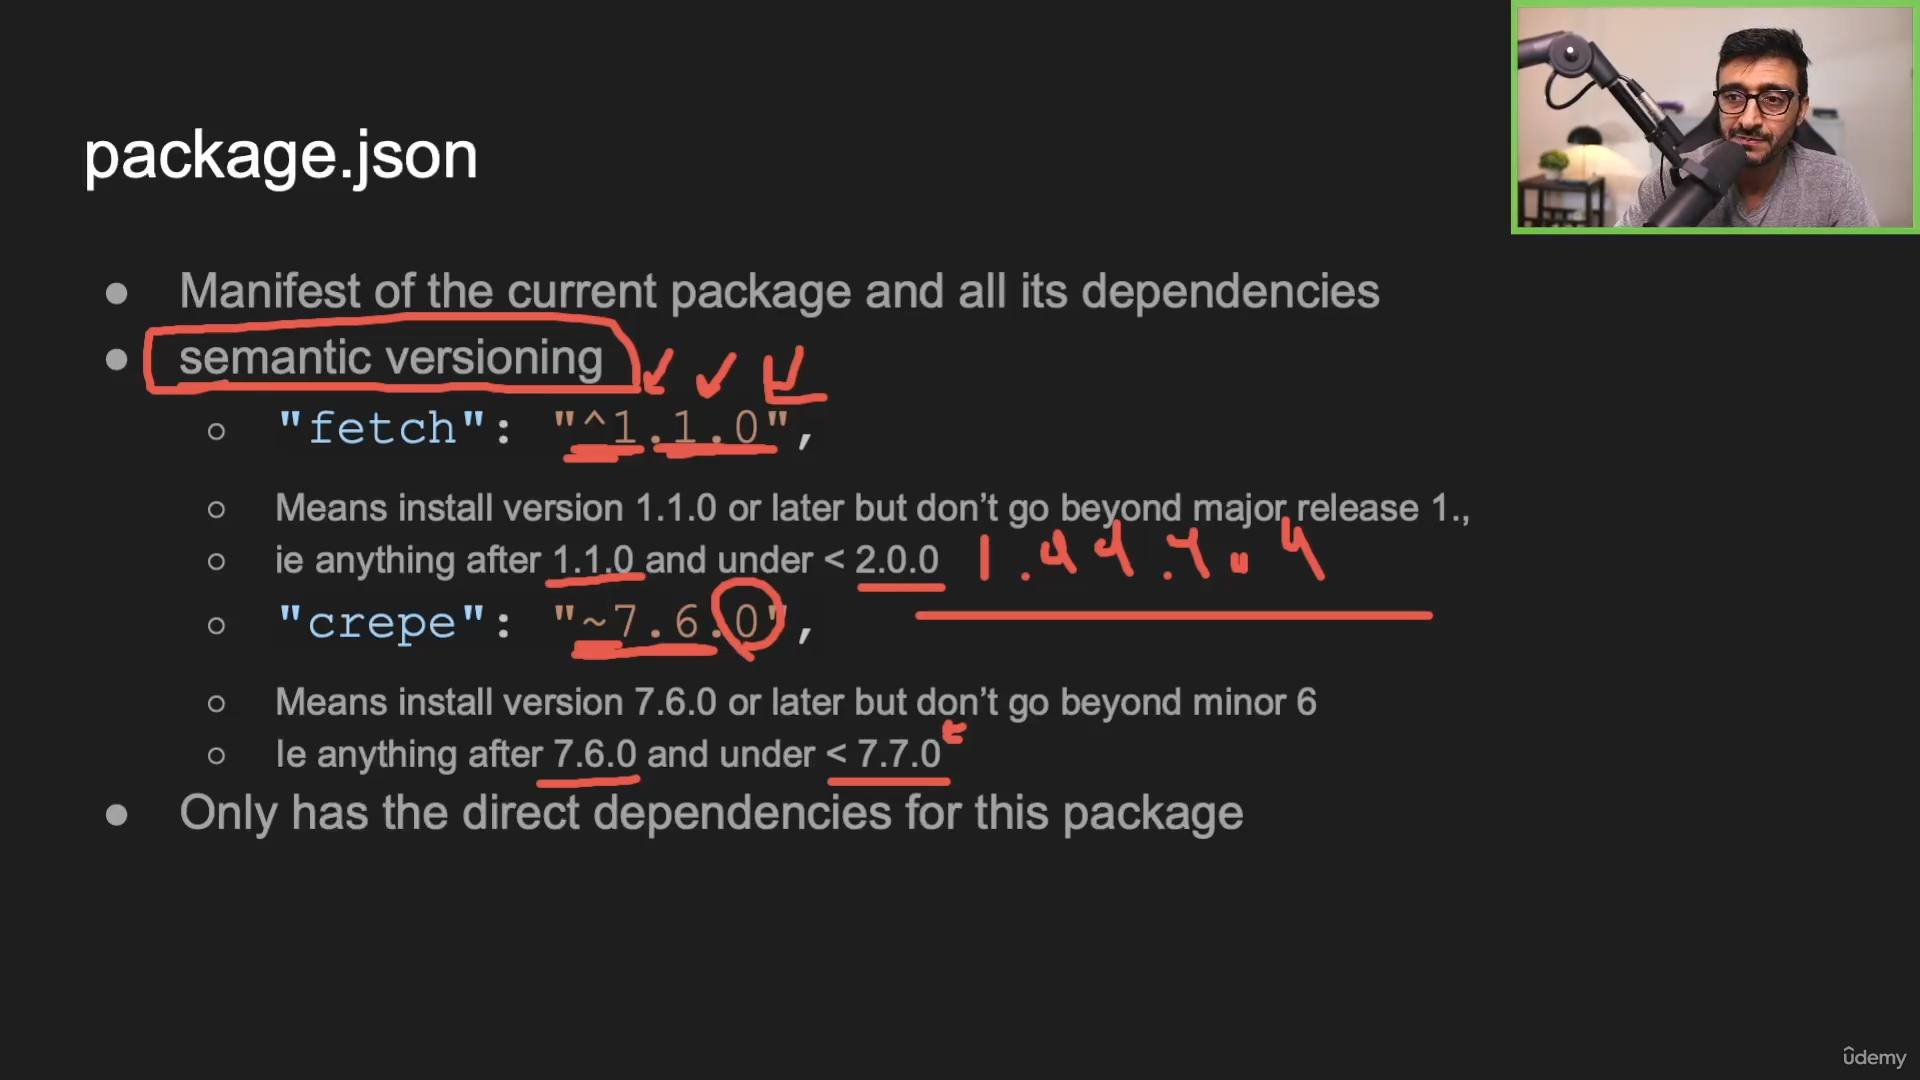 package.json
● Manifest of the current package and all its dependencies
● semantic versioning
○ "fetch": "^1.1.0",
○ Means install version 1.1.0 or later but don’t go beyond major release 1.,
○ ie anything after 1.1.0 and under < 2.0.0
○ "crepe": "~7.6.0",
○ Means install version 7.6.0 or later but don’t go beyond minor 6
○ Ie anything after 7.6.0 and under < 7.7.0
● Only has the direct dependencies for this package
ûdemy